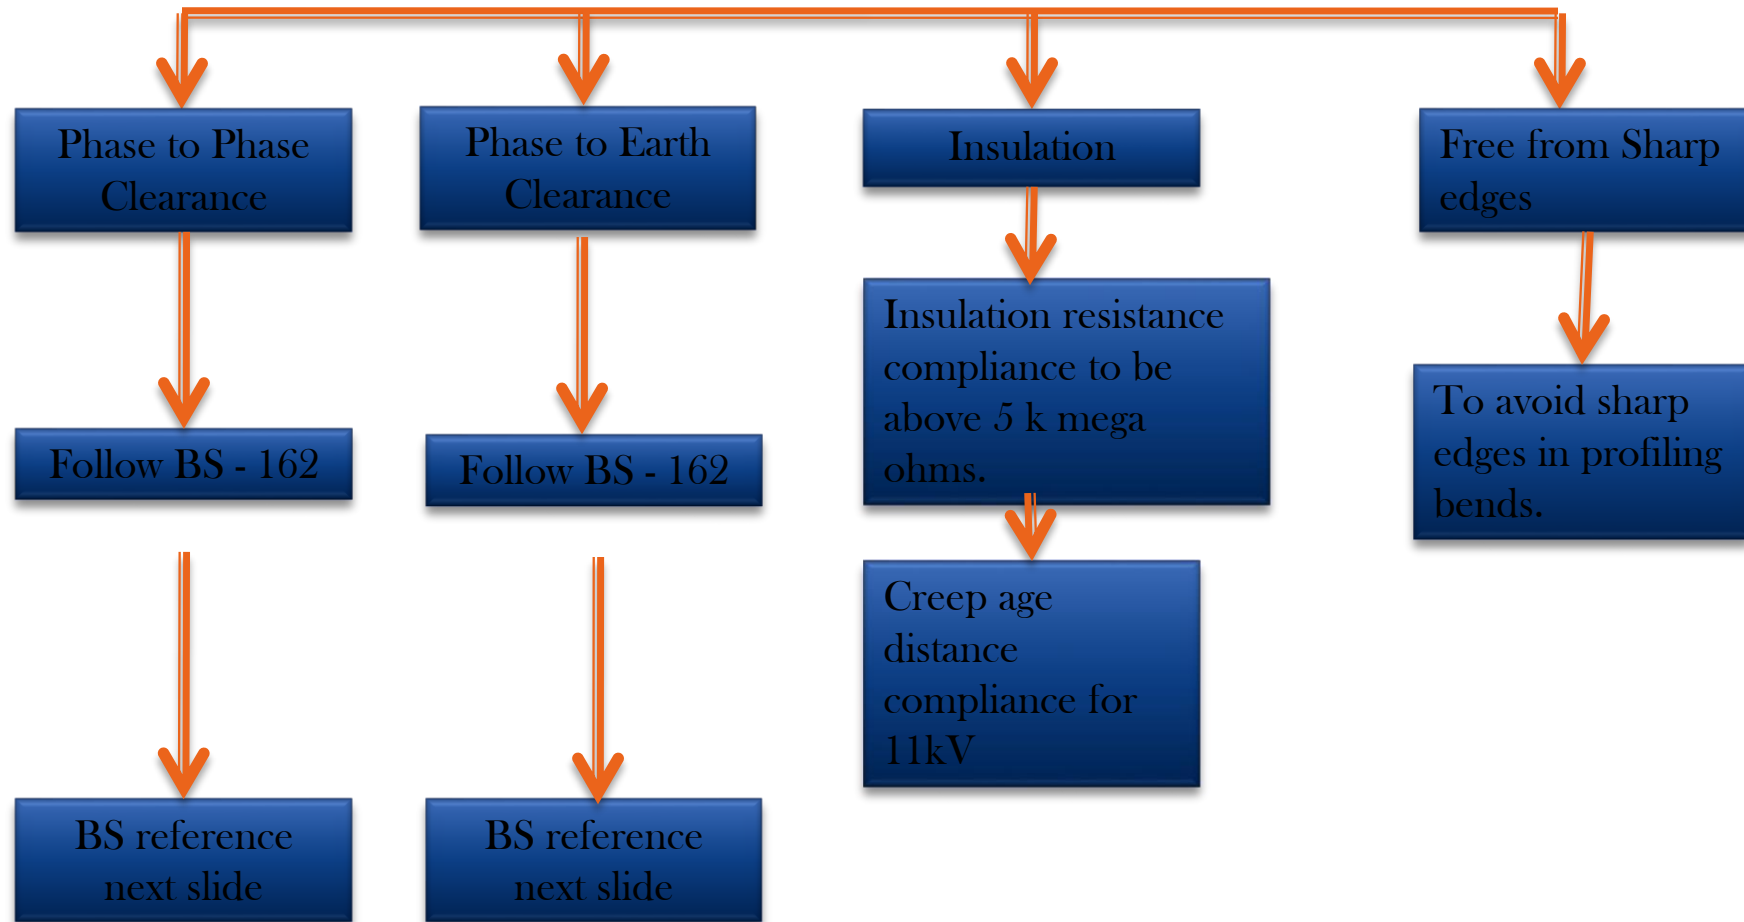 Phase to Phase
Clearance
Phase to Earth
Clearance
Insulation
Free from Sharp
edges
Follow BS - 162
Follow BS - 162
Insulation resistance
compliance to be
above 5 k mega
ohms.
To avoid sharp
edges in profiling
bends.
Creep age
distance
compliance for
11kV
BS reference
next slide
BS reference
next slide